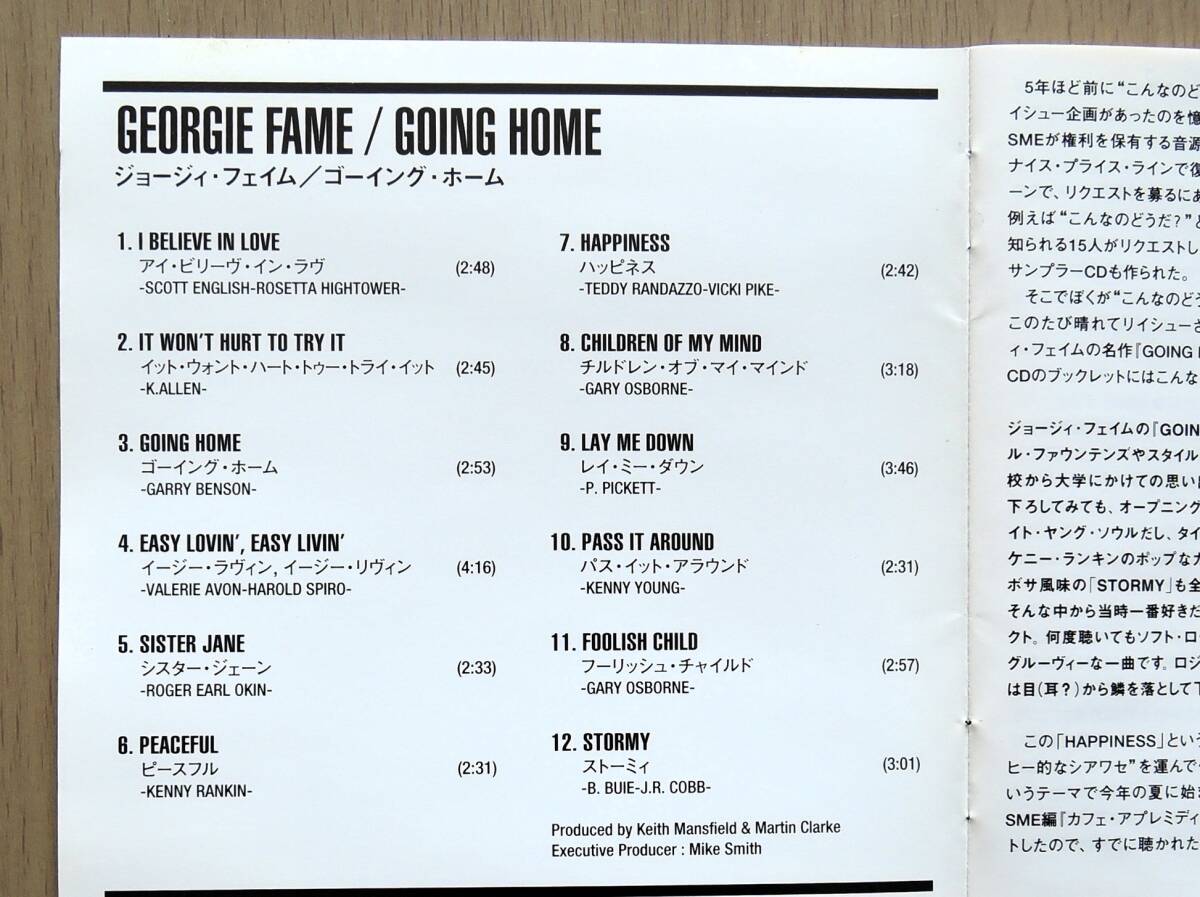 GEORGIE FAME / GOING HOME
ジョージィ・フェイム／ゴーイング・ホーム
1. I BELIEVE IN LOVE
アイ・ビリーヴ・イン・ラヴ (2:48)
-SCOTT ENGLISH-ROSETTA HIGHTOWER-
2. IT WON'T HURT TO TRY IT
イット・ウォント・ハート・トゥー・トライ・イット (2:45)
-K.ALLEN-
3. GOING HOME
ゴーイング・ホーム (2:53)
-GARRY BENSON-
4. EASY LOVIN', EASY LIVIN'
イージー・ラヴィン, イージー・リヴィン (4:16)
-VALERIE AVON-HAROLD SPIRO-
5. SISTER JANE
シスター・ジェーン (2:33)
-ROGER EARL OKIN-
6. PEACEFUL
ピースフル (2:31)
-KENNY RANKIN-
7. HAPPINESS
ハッピネス (2:42)
-TEDDY RANDAZZO-VICKI PIKE-
8. CHILDREN OF MY MIND
チルドレン・オブ・マイ・マインド (3:18)
-GARY OSBORNE-
9. LAY ME DOWN
レイ・ミー・ダウン (3:46)
-P. PICKETT-
10. PASS IT AROUND
パス・イット・アラウンド (2:31)
-KENNY YOUNG-
11. FOOLISH CHILD
フーリッシュ・チャイルド (2:57)
-GARY OSBORNE-
12. STORMY
ストーミィ (3:01)
-B. BUIE-J.R. COBB-
Produced by Keith Mansfield & Martin Clarke
Executive Producer : Mike Smith
5年ほど前に“こんなのど
イシュー企画があったのを憶
SMEが権利を保有する音源
ナイス・プライス・ラインで復
ーンで、リクエストを募るにあ
例えば“こんなのどうだ？”と
知られる15人がリクエストし
サンプラーCDも作られた。
そこでぼくが“こんなのどう
このたび晴れてリイシューさ
ィ・フェイムの名作『GOING
CDのブックレットにはこんな
ジョージィ・フェイムの『GOIN
ル・ファウンテンズやスタイル
校から大学にかけての思い
下ろしてみても、オープニング
イト・ヤング・ソウルだし、タイ
ケニー・ランキンのポップなカ
ボサ風味の「STORMY」も全
そんな中から当時一番好きだ
クト。何度聴いてもソフト・ロ
グルーヴィーな一曲です。ロジ
は目(耳？)から鱗を落として下
この「HAPPINESS」という
ヒー的なシアワセ”を運んで
いうテーマで今年の夏に始ま
SME編『カフェ・アプレミディ
トしたので、すでに聴かれた